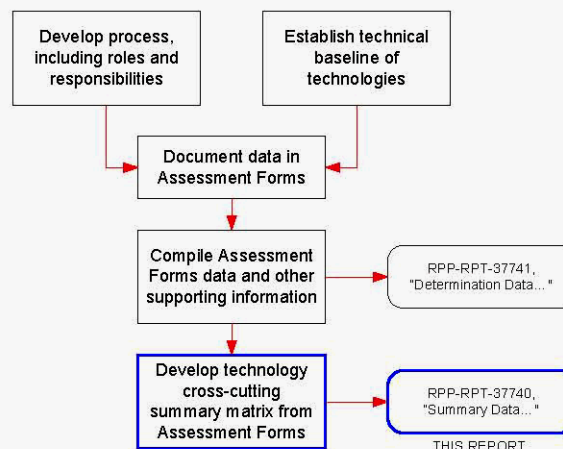 Develop process,
including roles and
responsibilities
Establish technical
baseline of
technologies
Document data in
Assessment Forms
Compile Assessment
Forms data and other
supporting information
RPP-RPT-37741,
"Determination Data..."
Develop technology
cross-cutting
summary matrix from
Assessment Forms
RPP-RPT-37740,
"Summary Data..."
THIS REPORT